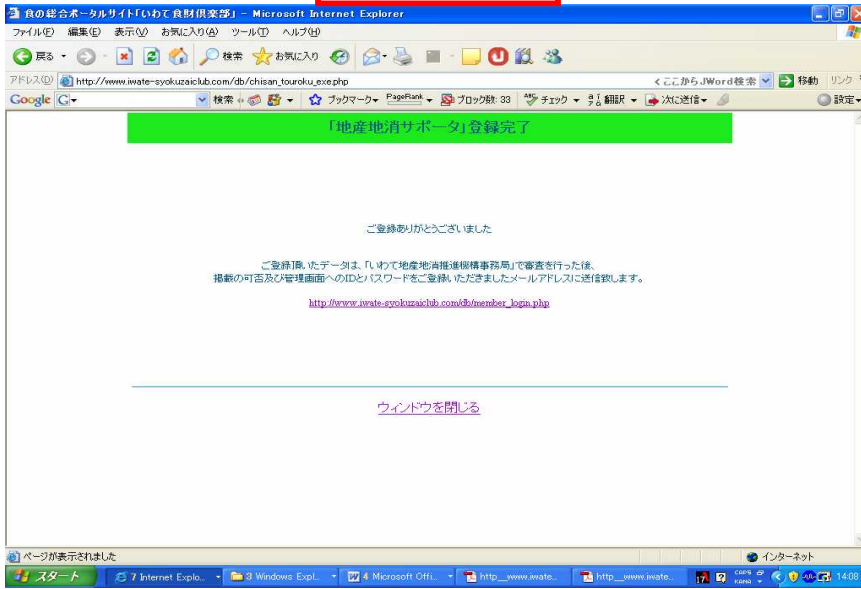 食の総合ポータルサイト「いわて食財倶楽部」 - Microsoft Internet Explorer
ファイル(F) 編集(E) 表示(V) お気に入り(A) ツール(T) ヘルプ(H)
戻る 検索 お気に入り
アドレス(D) http://www.iwate-syokuzaiclub.com/db/chisan_touroku_exe.php <ここからJWord検索 移動 リンク
Google G 検索 ブックマーク PageRank ブロック数: 33 チェック 翻訳 次に送信 設定
「地産地消サポータ」登録完了
ご登録ありがとうございました
ご登録頂いたデータは、「いわて地産地消推進機構事務局」で審査を行った後、
掲載の可否及び管理画面へのIDとパスワードをご登録いただきましたメールアドレスに送信致します。
http://www.iwate-syokuzaiclub.com/db/member_login.php
ウィンドウを閉じる
ページが表示されました インターネット
スタート 7 Internet Explo... 3 Windows Expl... 4 Microsoft Offi... http__www.iwate... http__www.iwate... CAPS KANA 14:08